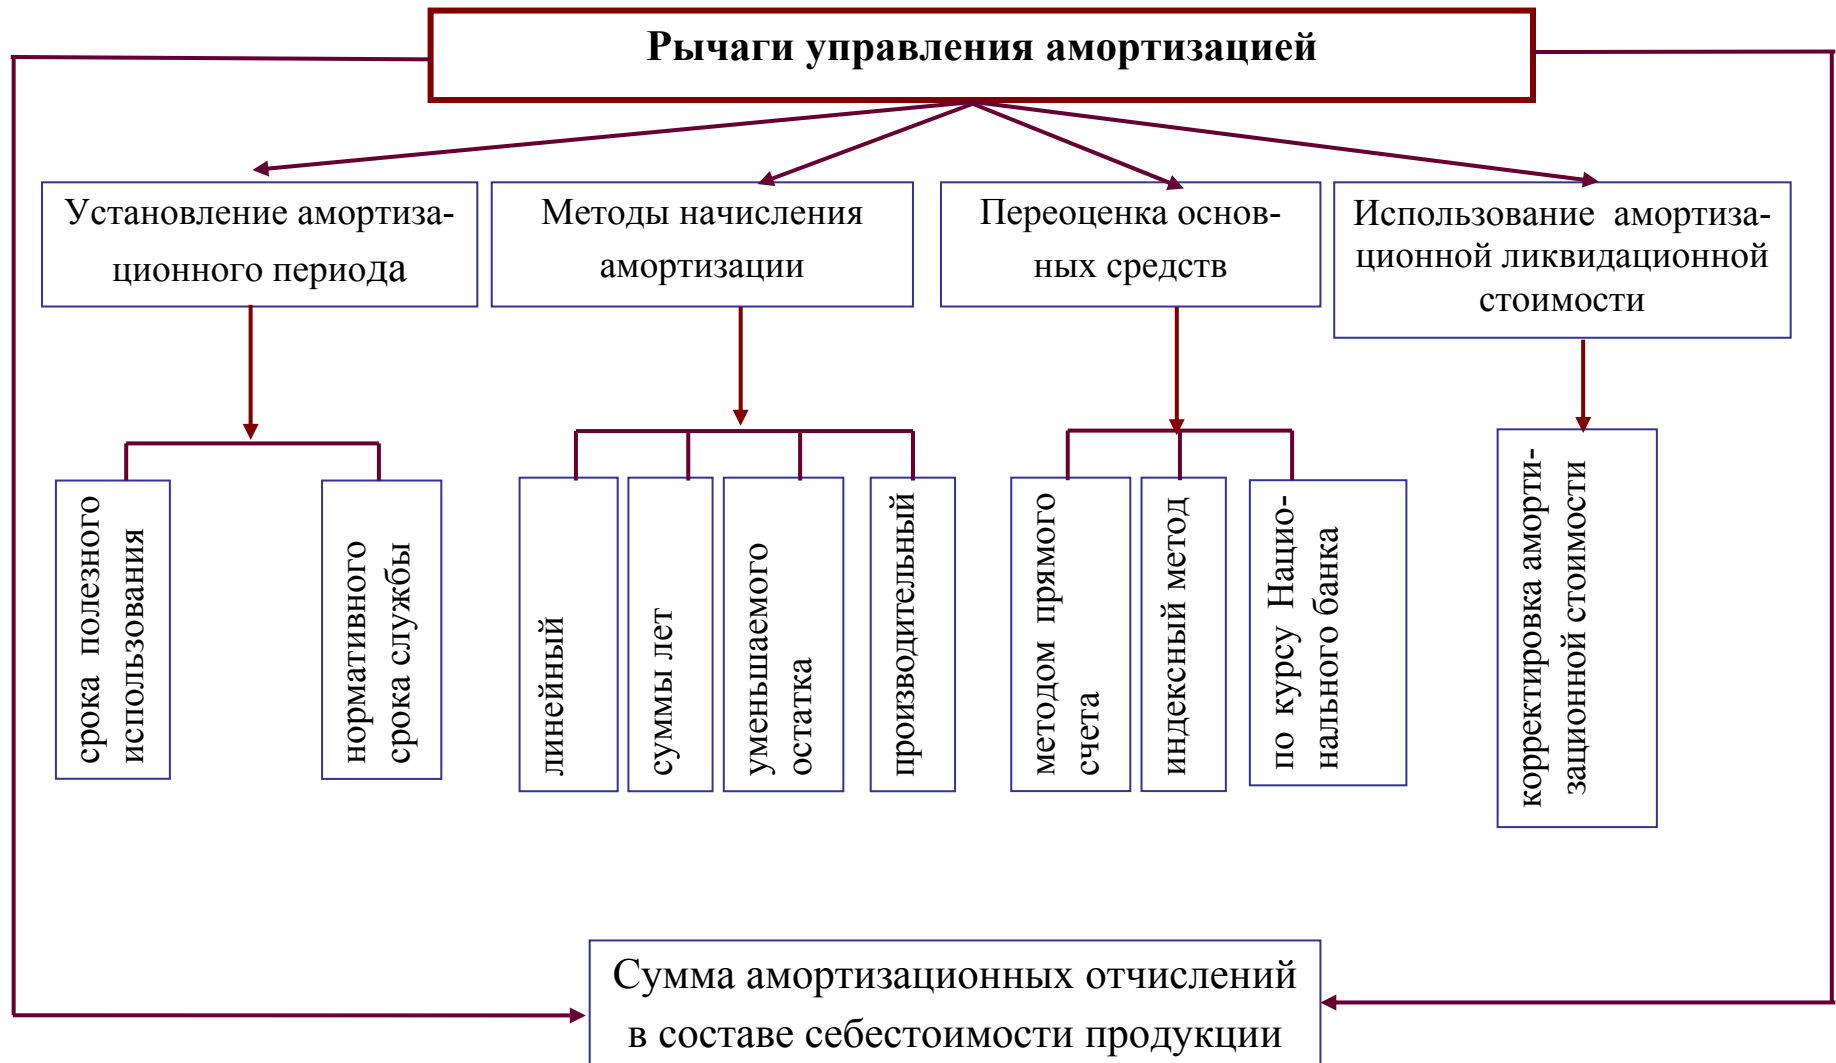 Рычаги управления амортизацией
Установление амортиза-
ционного периода
Методы начисления
амортизации
Переоценка основ-
ных средств
Использование амортиза-
ционной ликвидационной
стоимости
срока полезного
использования
нормативного
срока службы
линейный
суммы лет
уменьшаемого
остатка
производительный
методом прямого
счета
индексный метод
по курсу Нацио-
нального банка
корректировка аморти-
зационной стоимости
Сумма амортизационных отчислений
в составе себестоимости продукции